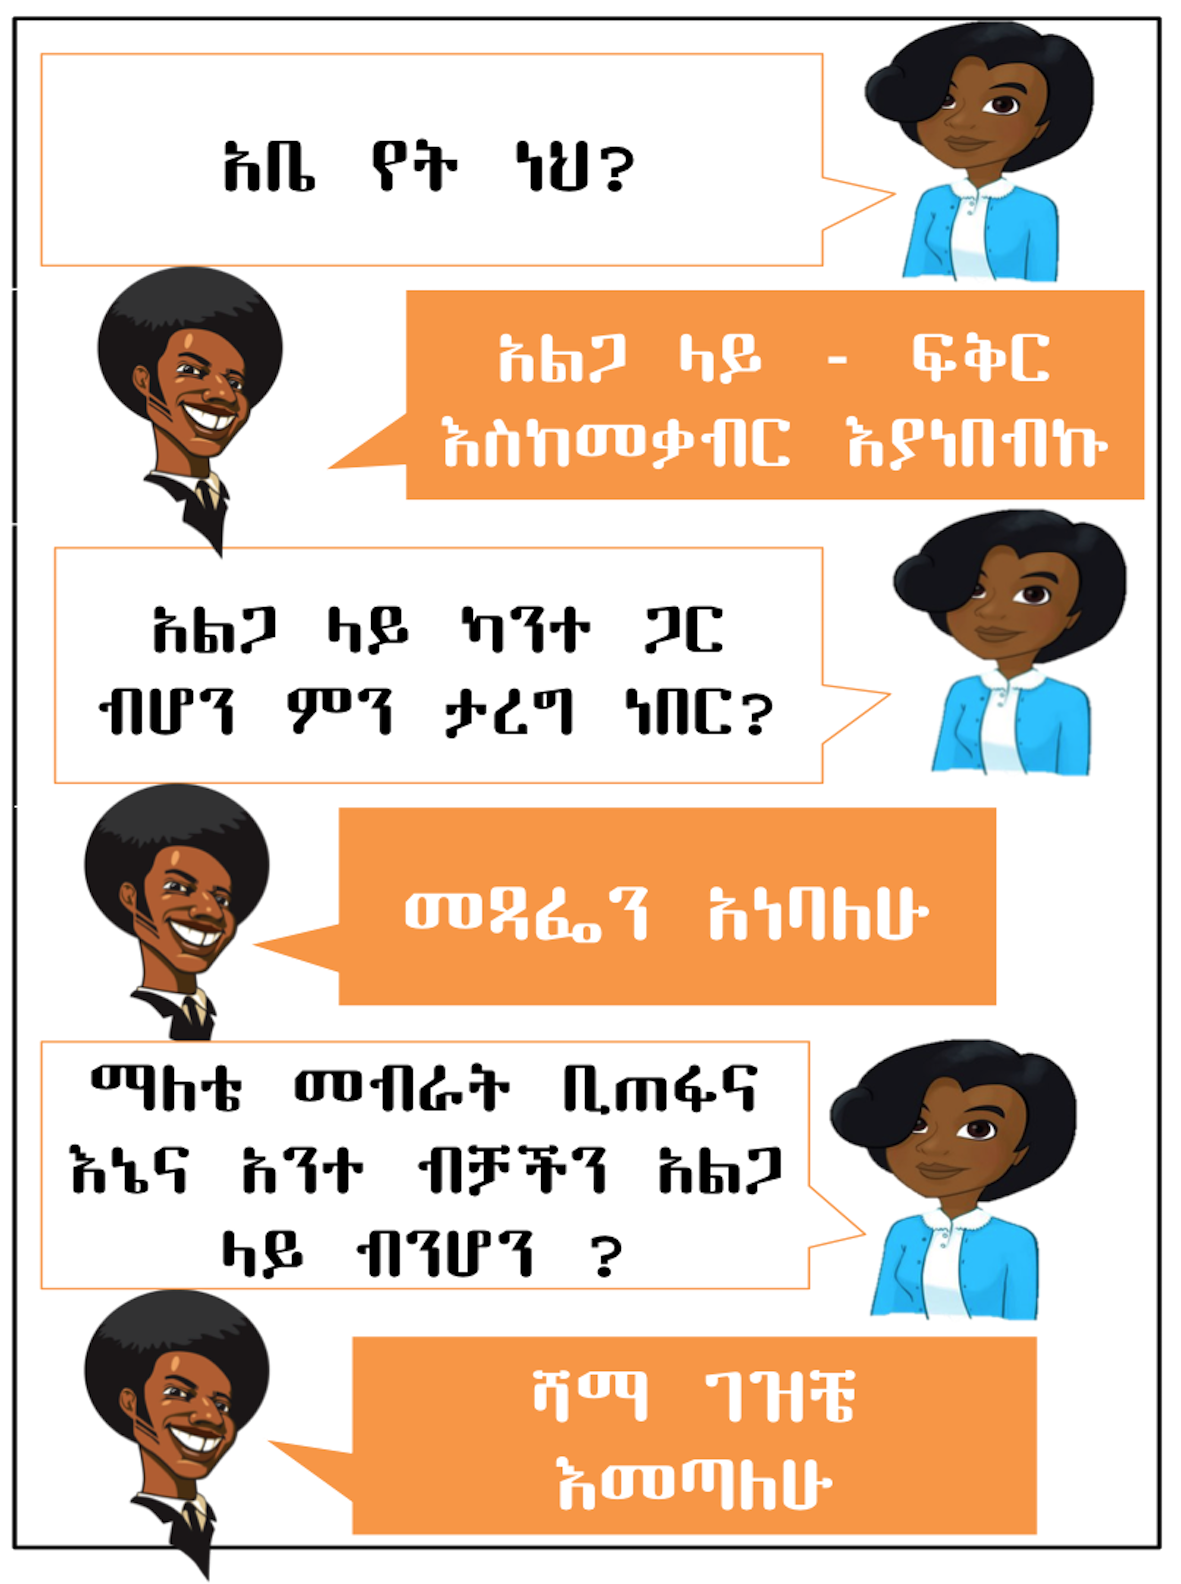 አቤ የት ነህ?
አልጋ ላይ - ፍቅር
እስከመቃብር እያነበብኩ
አልጋ ላይ ካንተ ጋር
ብሆን ምን ታረግ ነበር?
መጻፌን አነባለሁ
ማለቴ መብራት ቢጠፋና
እኔና አንተ ብቻችን አልጋ
ላይ ብንሆን ?
ሻማ ገዝቼ
እመጣለሁ